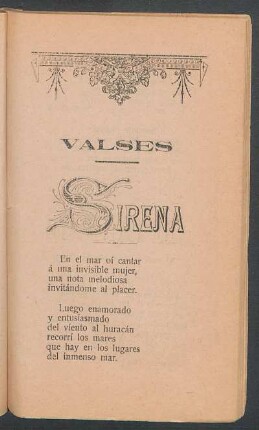 VALSES
SIRENA
En el mar oí cantar
á una invisible mujer,
una nota melodiosa
invitándome al placer.
Luego enamorado
y entusiasmado
del viento al huracán
recorrí los mares
que hay en los lugares
del inmenso mar.